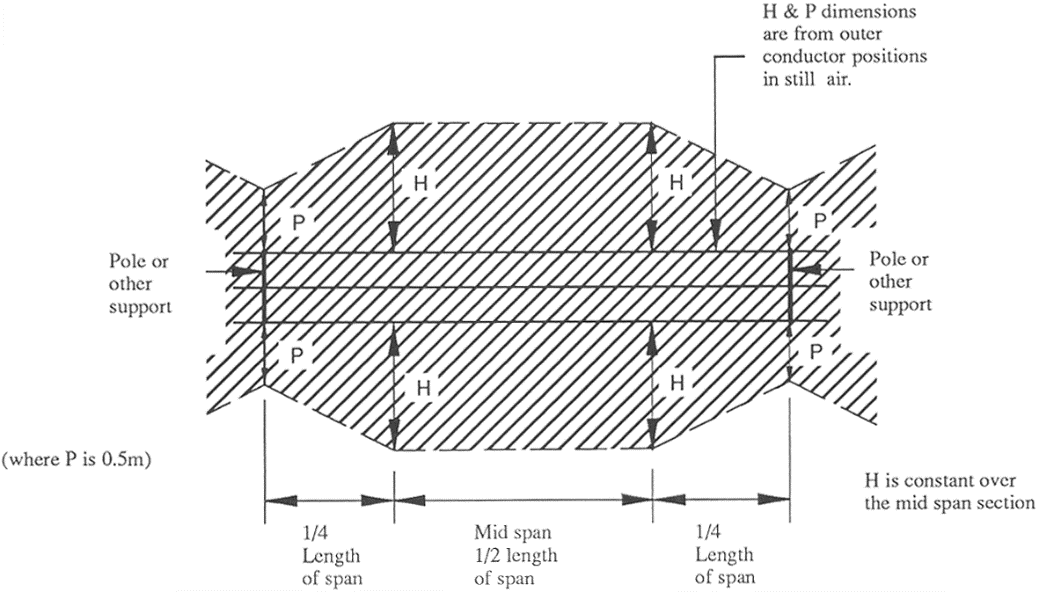 H & P dimensions
are from outer
conductor positions
in still air.
H
H
P
P
Pole or
other
support
Pole or
other
support
P
P
H
H
(where P is 0.5m)
H is constant over
the mid span section
1/4
Length
of span
Mid span
1/2 length
of span
1/4
Length
of span